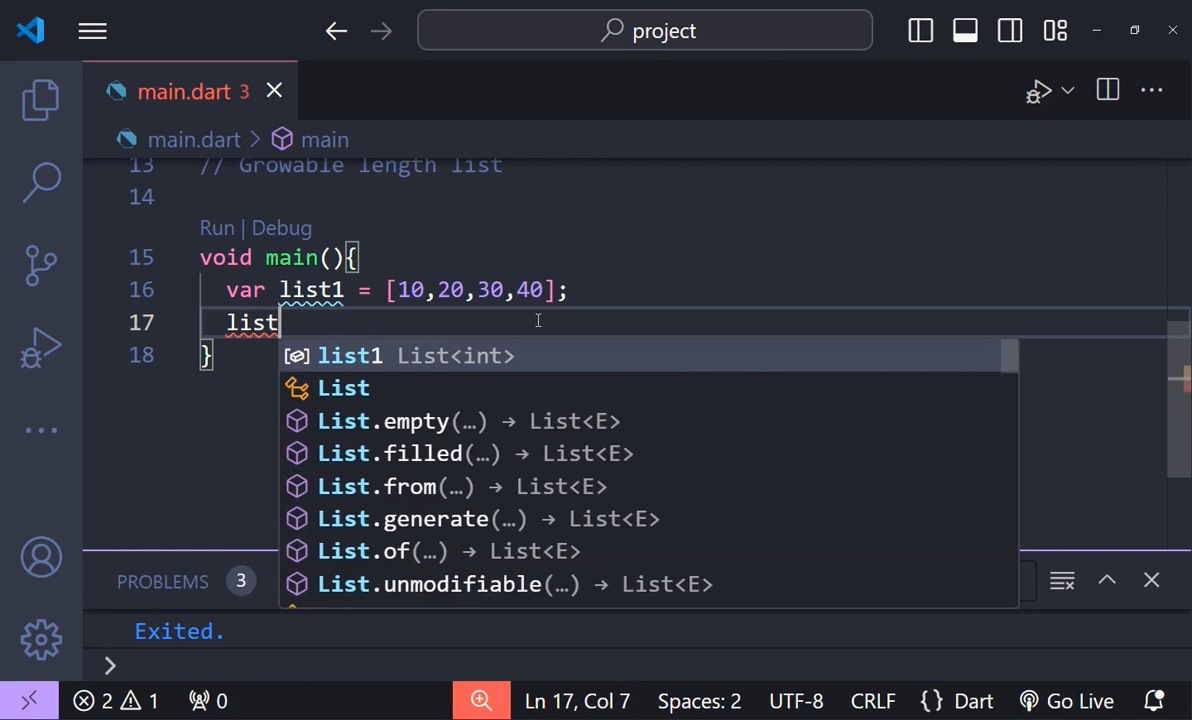 project
main.dart 3
main.dart > main
13 // Growable length list
14
Run | Debug
15 void main(){
16 var list1 = [10,20,30,40];
17 list
18 }
list1 List<int>
List
List.empty(…) → List<E>
List.filled(…) → List<E>
List.from(…) → List<E>
List.generate(…) → List<E>
List.of(…) → List<E>
List.unmodifiable(…) → List<E>
PROBLEMS 3
Exited.
>
2 1 0 Ln 17, Col 7 Spaces: 2 UTF-8 CRLF {} Dart Go Live